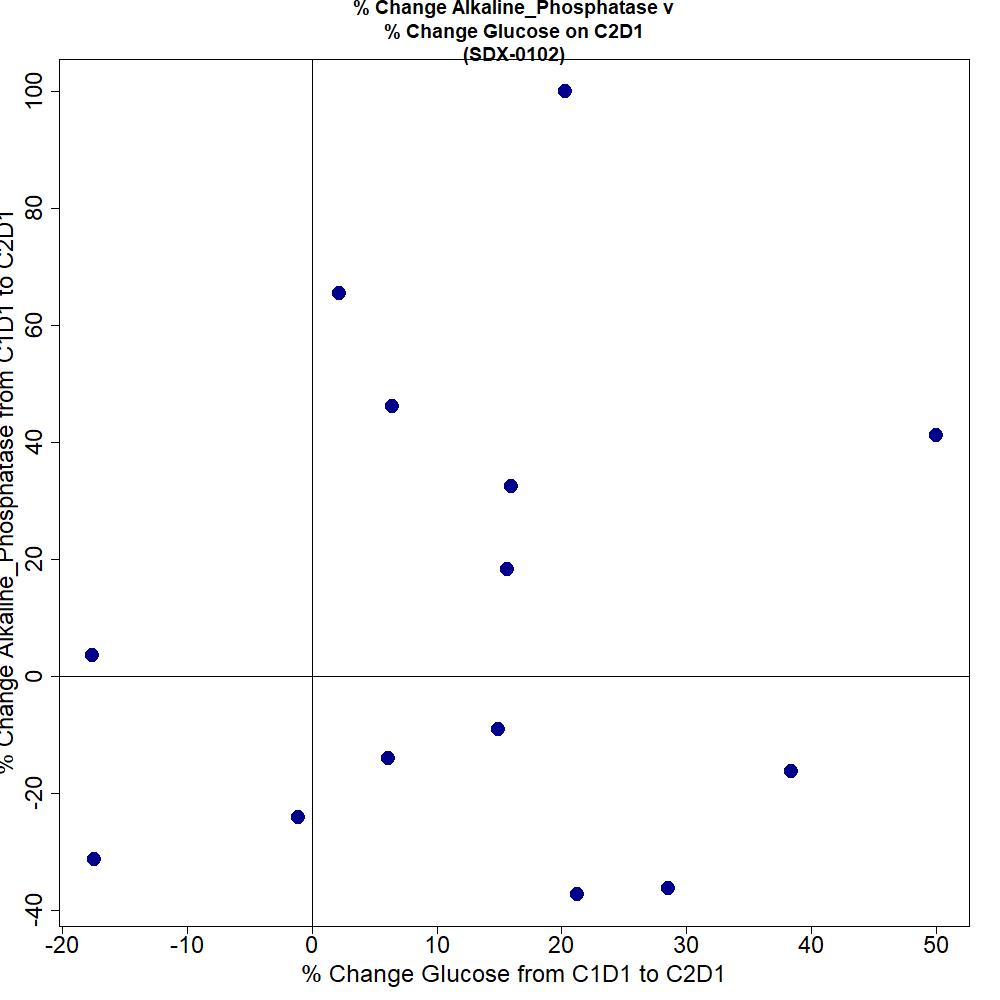 % Change Alkaline_Phosphatase v
% Change Glucose on C2D1
(SDX-0102)
% Change Alkaline_Phosphatase from C1D1 to C2D1
100
80
60
40
20
0
-20
-40
-20 -10 0 10 20 30 40 50
% Change Glucose from C1D1 to C2D1